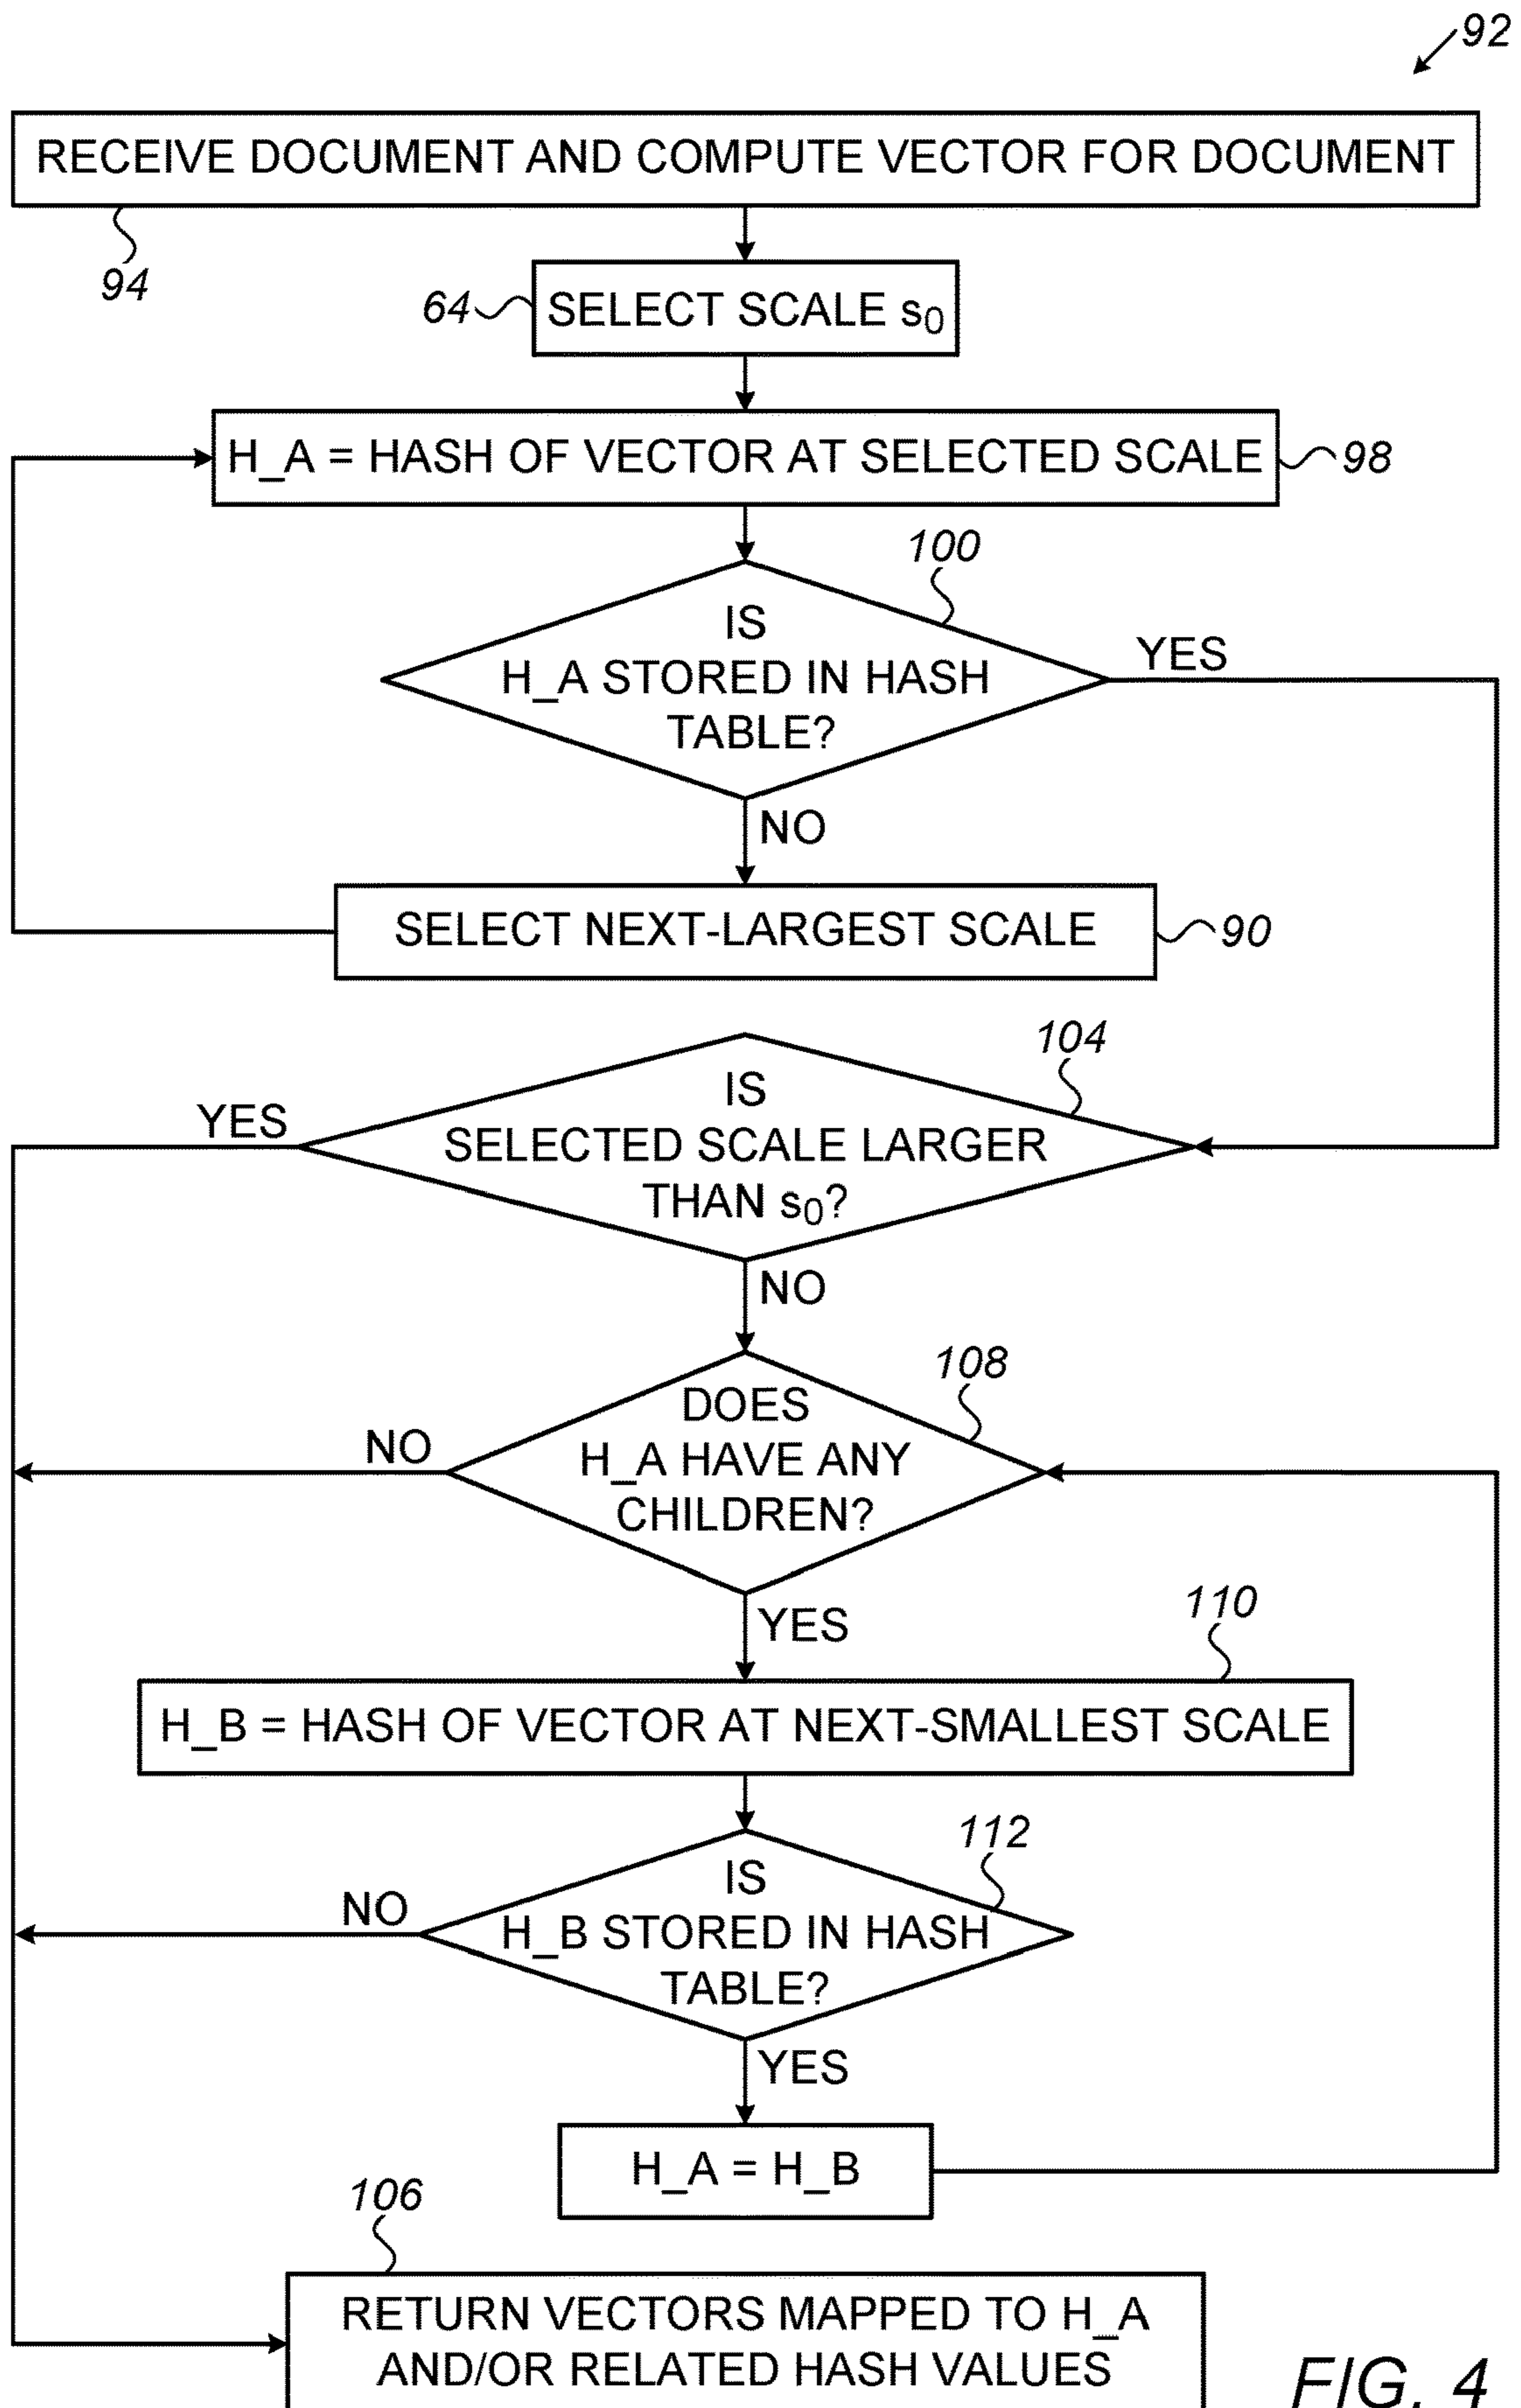 92
RECEIVE DOCUMENT AND COMPUTE VECTOR FOR DOCUMENT
94
64
SELECT SCALE s₀
H_A = HASH OF VECTOR AT SELECTED SCALE
98
100
IS
H_A STORED IN HASH
TABLE?
YES
NO
SELECT NEXT-LARGEST SCALE
90
104
IS
SELECTED SCALE LARGER
THAN s₀?
YES
NO
108
DOES
H_A HAVE ANY
CHILDREN?
NO
YES
110
H_B = HASH OF VECTOR AT NEXT-SMALLEST SCALE
112
IS
H_B STORED IN HASH
TABLE?
NO
YES
H_A = H_B
106
RETURN VECTORS MAPPED TO H_A
AND/OR RELATED HASH VALUES
FIG. 4